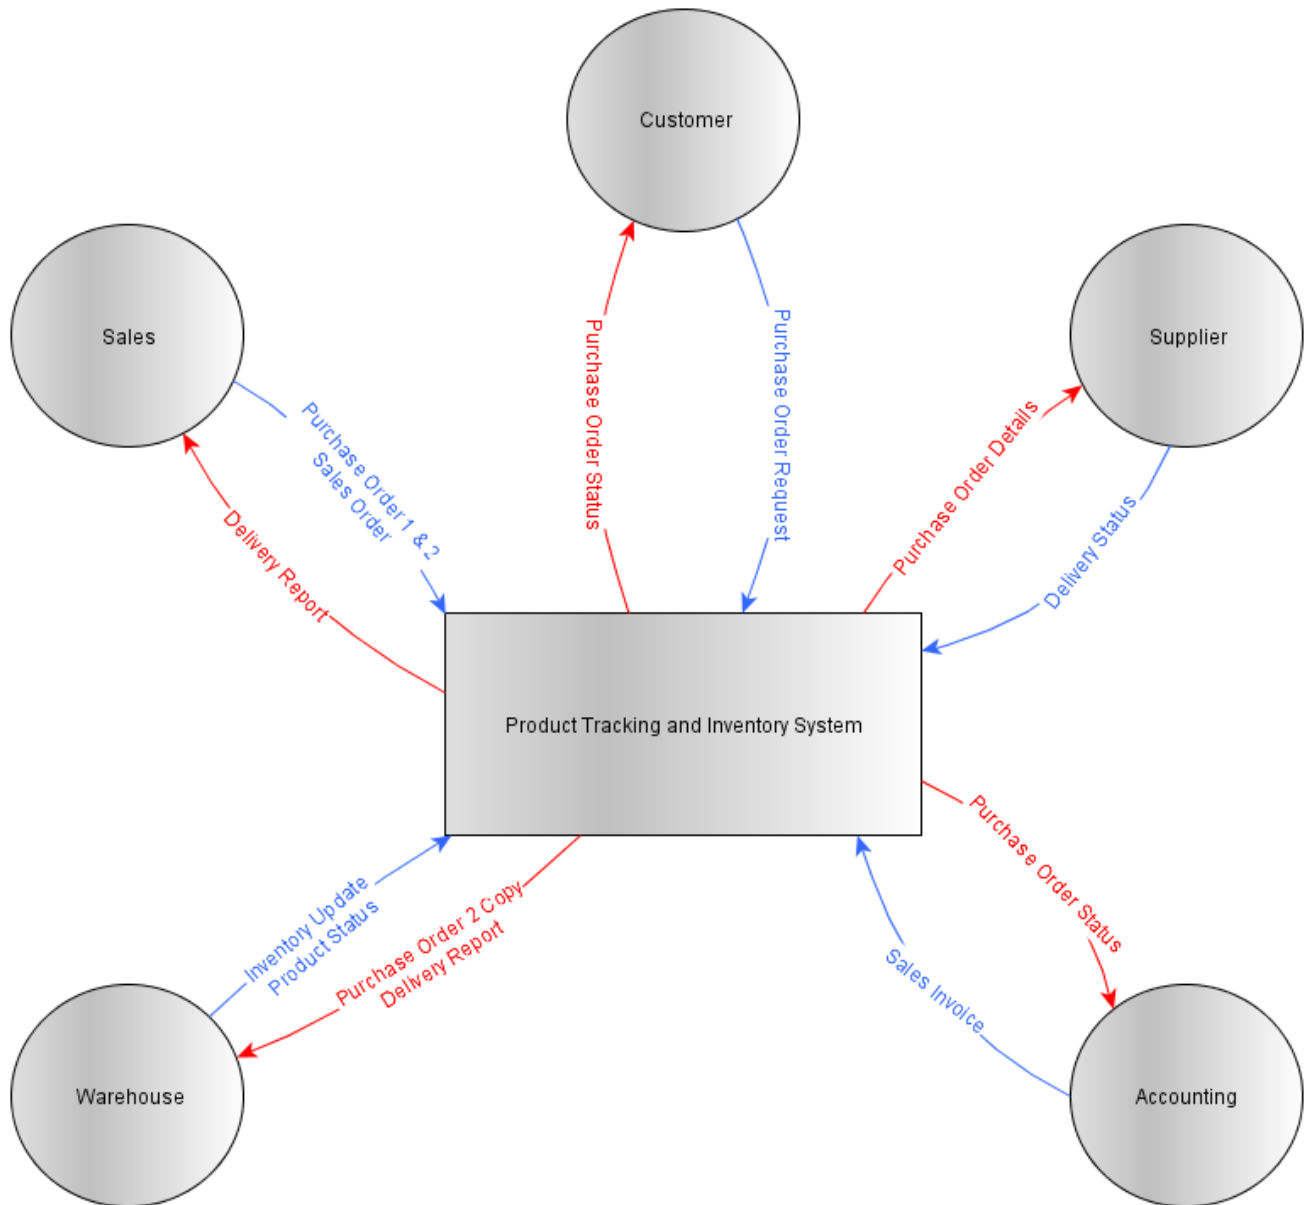 Customer
Sales
Supplier
Purchase Order 1 & 2
Sales Order
Delivery Report
Purchase Order Status
Purchase Order Request
Purchase Order Details
Delivery Status
Product Tracking and Inventory System
Inventory Update
Product Status
Purchase Order 2 Copy
Delivery Report
Sales Invoice
Purchase Order Status
Warehouse
Accounting